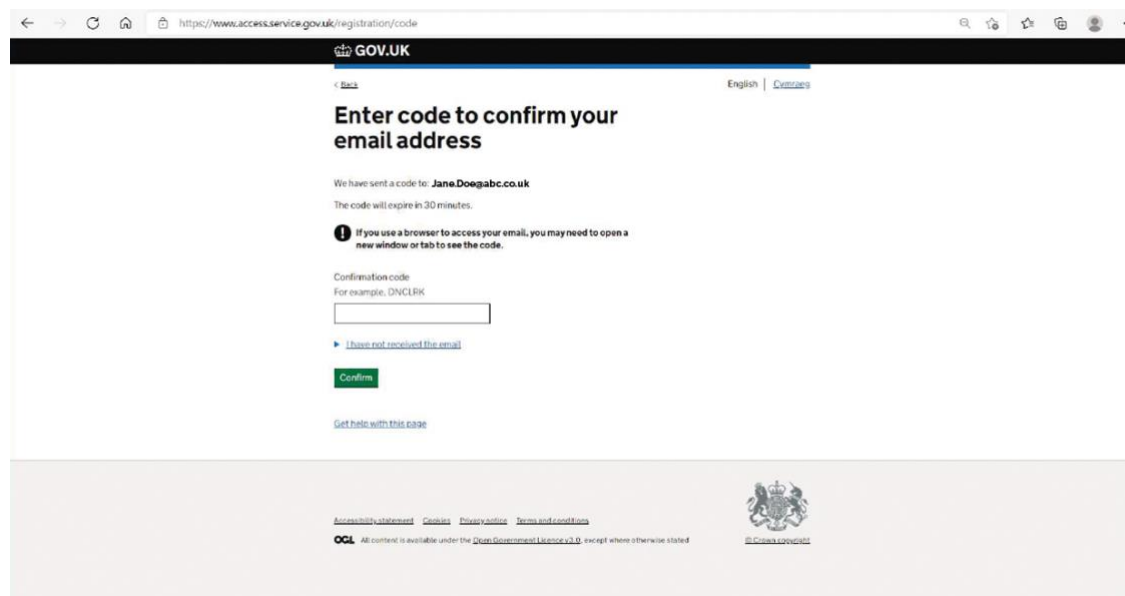 https://www.access.service.gov.uk/registration/code
GOV.UK
< Back
English | Cymraeg
Enter code to confirm your
email address
We have sent a code to: Jane.Doe@abc.co.uk
The code will expire in 30 minutes.
! If you use a browser to access your email, you may need to open a
new window or tab to see the code.
Confirmation code
For example, DNCLRK
I have not received the email
Confirm
Get help with this page
Accessibility statement Cookies Privacy notice Terms and conditions
OGL All content is available under the Open Government Licence v3.0, except where otherwise stated
© Crown copyright